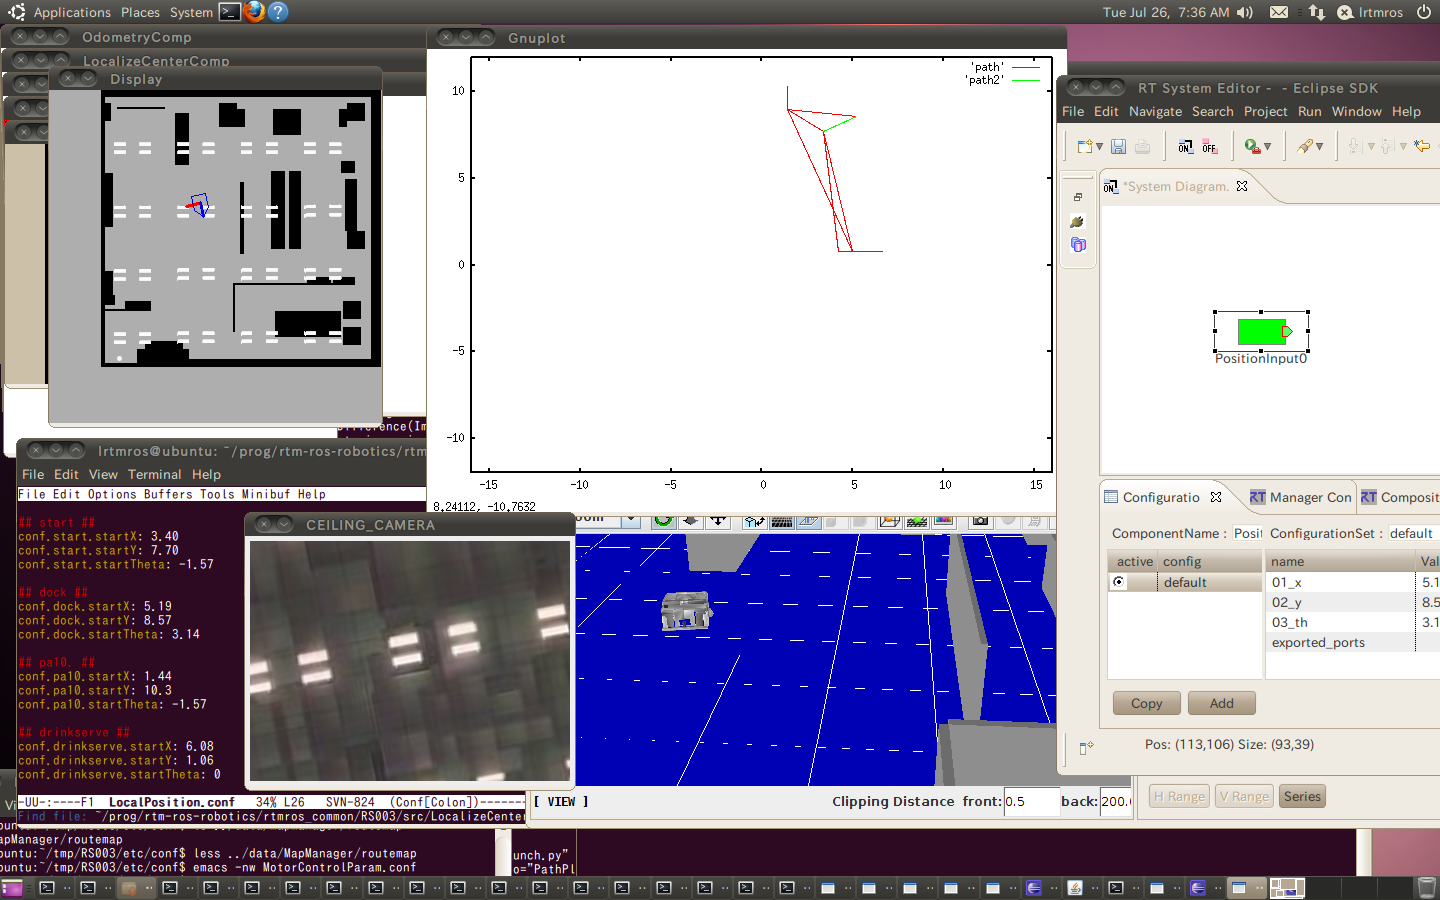 Applications Places System
Tue Jul 26, 7:36 AM
Irtmros
OdometryComp
LocalizeCenterComp
Display
Gnuplot
'path'
'path2'
10
5
0
-5
-10
-15
-10
-5
0
5
10
15
8.24112, -10.7632
RT System Editor - - Eclipse SDK
File Edit Navigate Search Project Run Window Help
ON OFF
*System Diagram.
PositionInput0
Configuratio
RT Manager Con
RT Composit
ComponentName : Posi ConfigurationSet : default
active config
default
name Val
01_x 5.1
02_y 8.5
03_th 3.1
exported_ports
Copy Add
Pos: (113,106) Size: (93,39)
H Range V Range Series
lrtmros@ubuntu: ~/prog/rtm-ros-robotics/rtm
File Edit View Terminal Help
File Edit Options Buffers Tools Minibuf Help
## start ##
conf.start.startX: 3.40
conf.start.startY: 7.70
conf.start.startTheta: -1.57
## dock ##
conf.dock.startX: 5.19
conf.dock.startY: 8.57
conf.dock.startTheta: 3.14
## pa10. ##
conf.pa10.startX: 1.44
conf.pa10.startY: 10.3
conf.pa10.startTheta: -1.57
## drinkserve ##
conf.drinkserve.startX: 6.08
conf.drinkserve.startY: 1.06
conf.drinkserve.startTheta: 0
-UU-:----F1 LocalPosition.conf 34% L26 SVN-824 (Conf[Colon])-------
Find file: ~/prog/rtm-ros-robotics/rtmros_common/RS003/src/LocalizeCenter
CEILING_CAMERA
[ VIEW ]
Clipping Distance front: 0.5 back: 200.
apManager/routemap
buntu:~/tmp/RS003/etc/conf$ less ../data/MapManager/routemap
buntu:~/tmp/RS003/etc/conf$ emacs -nw MotorControlParam.conf
unch.py"
o="PathPl